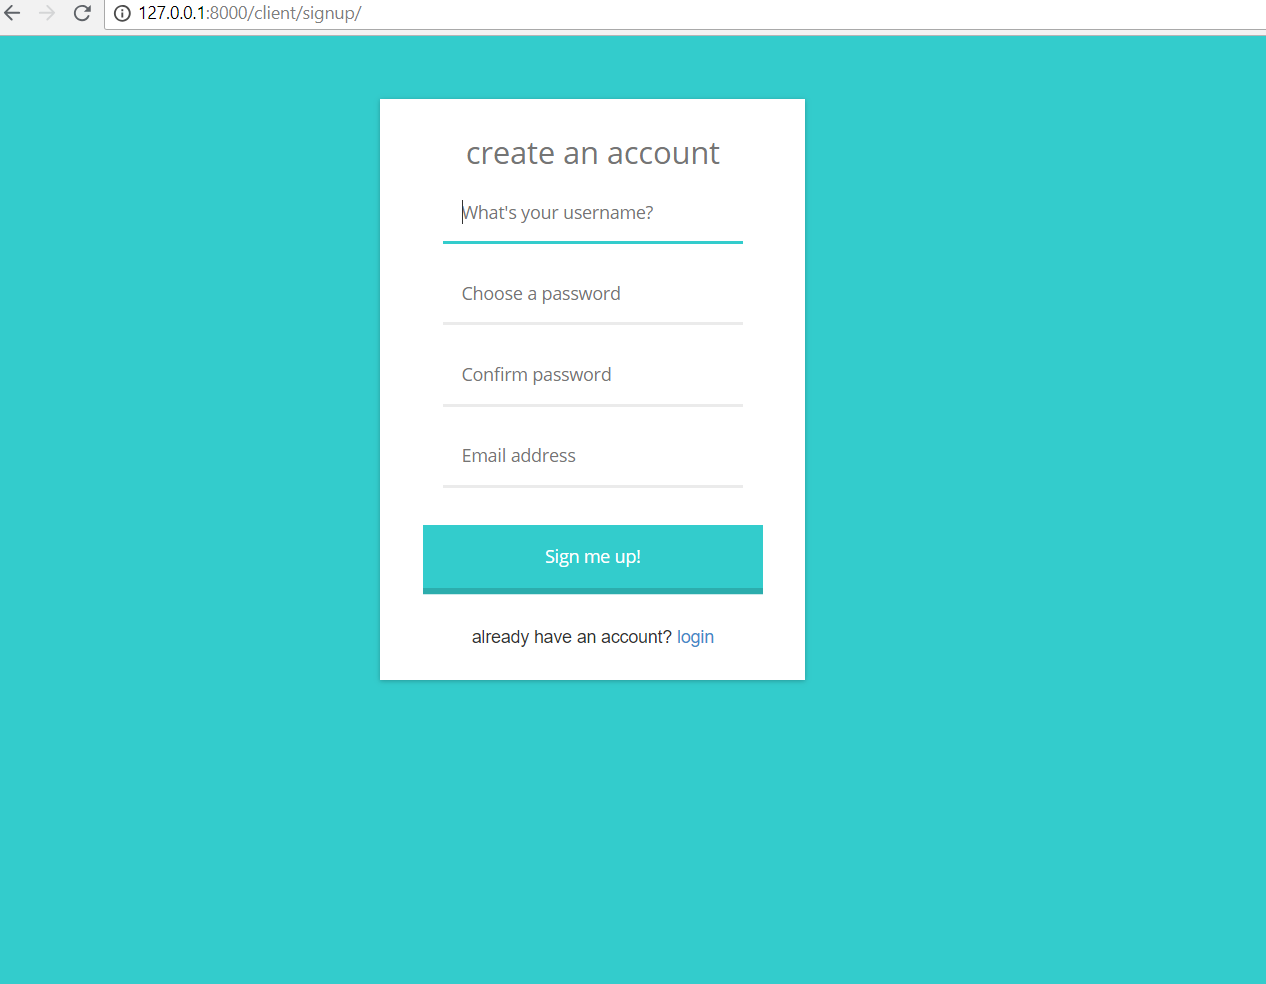 127.0.0.1:8000/client/signup/
create an account
What's your username?
Choose a password
Confirm password
Email address
Sign me up!
already have an account? login